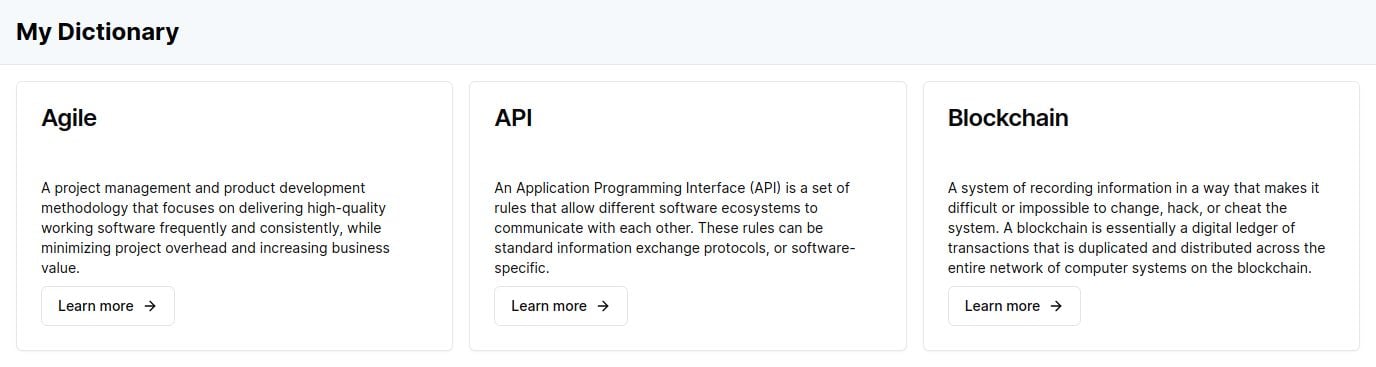 My Dictionary
Agile
A project management and product development
methodology that focuses on delivering high-quality
working software frequently and consistently, while
minimizing project overhead and increasing business
value.
Learn more
API
An Application Programming Interface (API) is a set of
rules that allow different software ecosystems to
communicate with each other. These rules can be
standard information exchange protocols, or software-
specific.
Learn more
Blockchain
A system of recording information in a way that makes it
difficult or impossible to change, hack, or cheat the
system. A blockchain is essentially a digital ledger of
transactions that is duplicated and distributed across the
entire network of computer systems on the blockchain.
Learn more